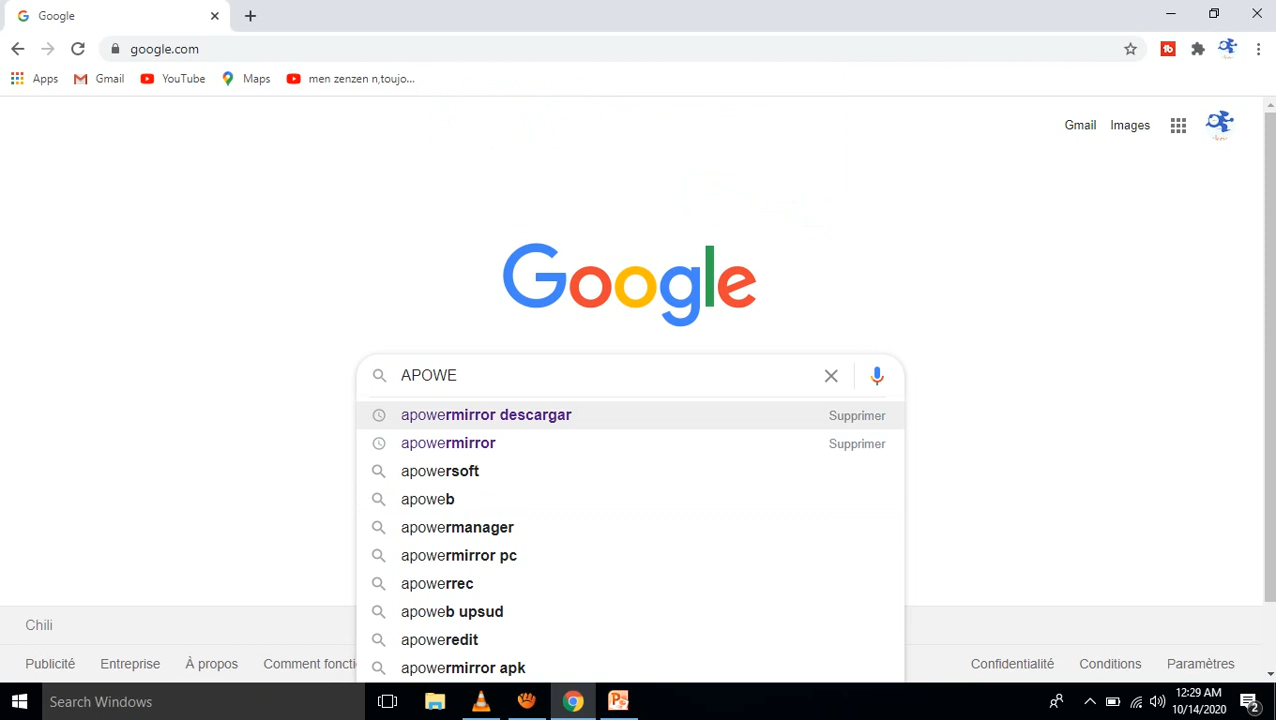 Google
google.com
Apps Gmail YouTube Maps men zenzen n,toujo...
Gmail Images
Google
APOWE
apowermirror descargar Supprimer
apowermirror Supprimer
apowersoft
apoweb
apowermanager
apowermirror pc
apowerrec
apoweb upsud
apoweredit
apowermirror apk
Chili
Publicité Entreprise À propos Comment foncti Confidentialité Conditions Paramètres
Search Windows
12:29 AM
10/14/2020
2